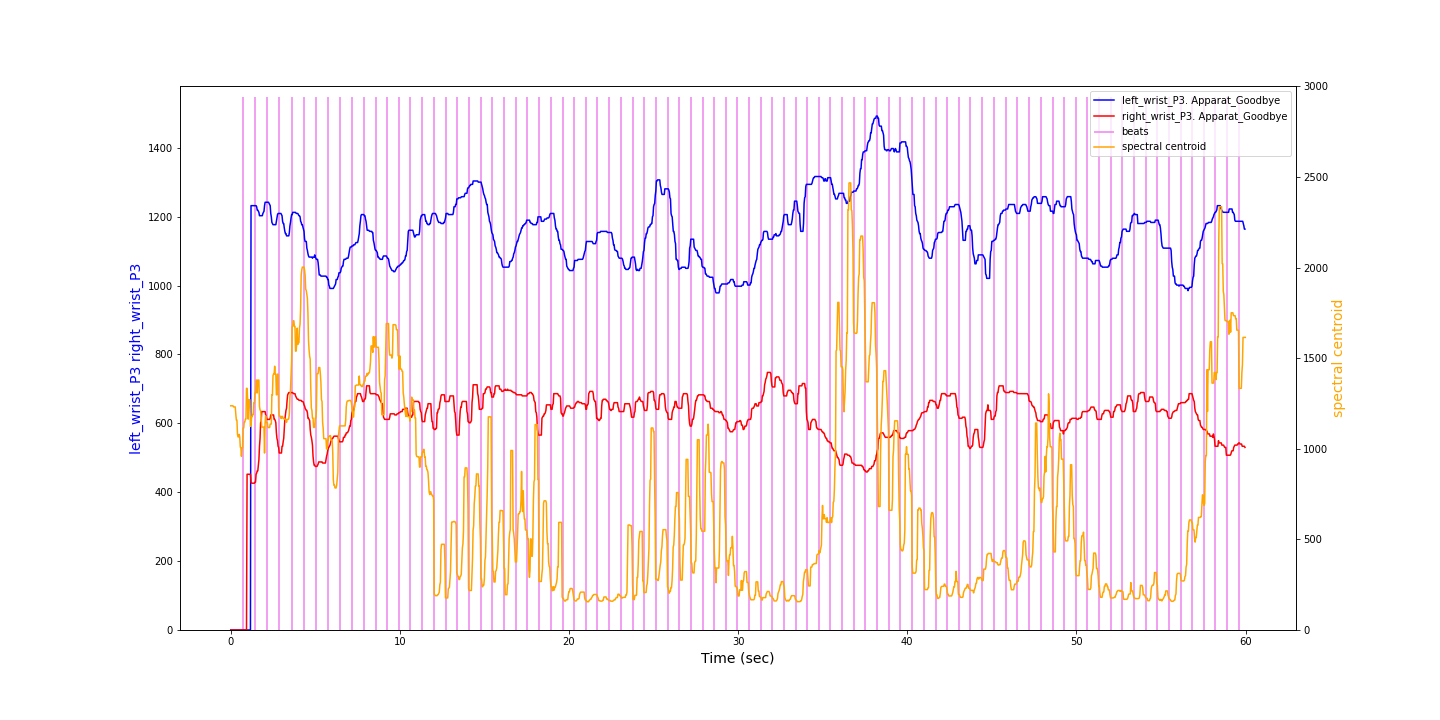 left_wrist_P3. Apparat_Goodbye
right_wrist_P3. Apparat_Goodbye
beats
spectral centroid
left_wrist_P3 right_wrist_P3
1400
1200
1000
800
600
400
200
0
3000
2500
2000
1500
1000
500
0
spectral centroid
0 10 20 30 40 50 60
Time (sec)